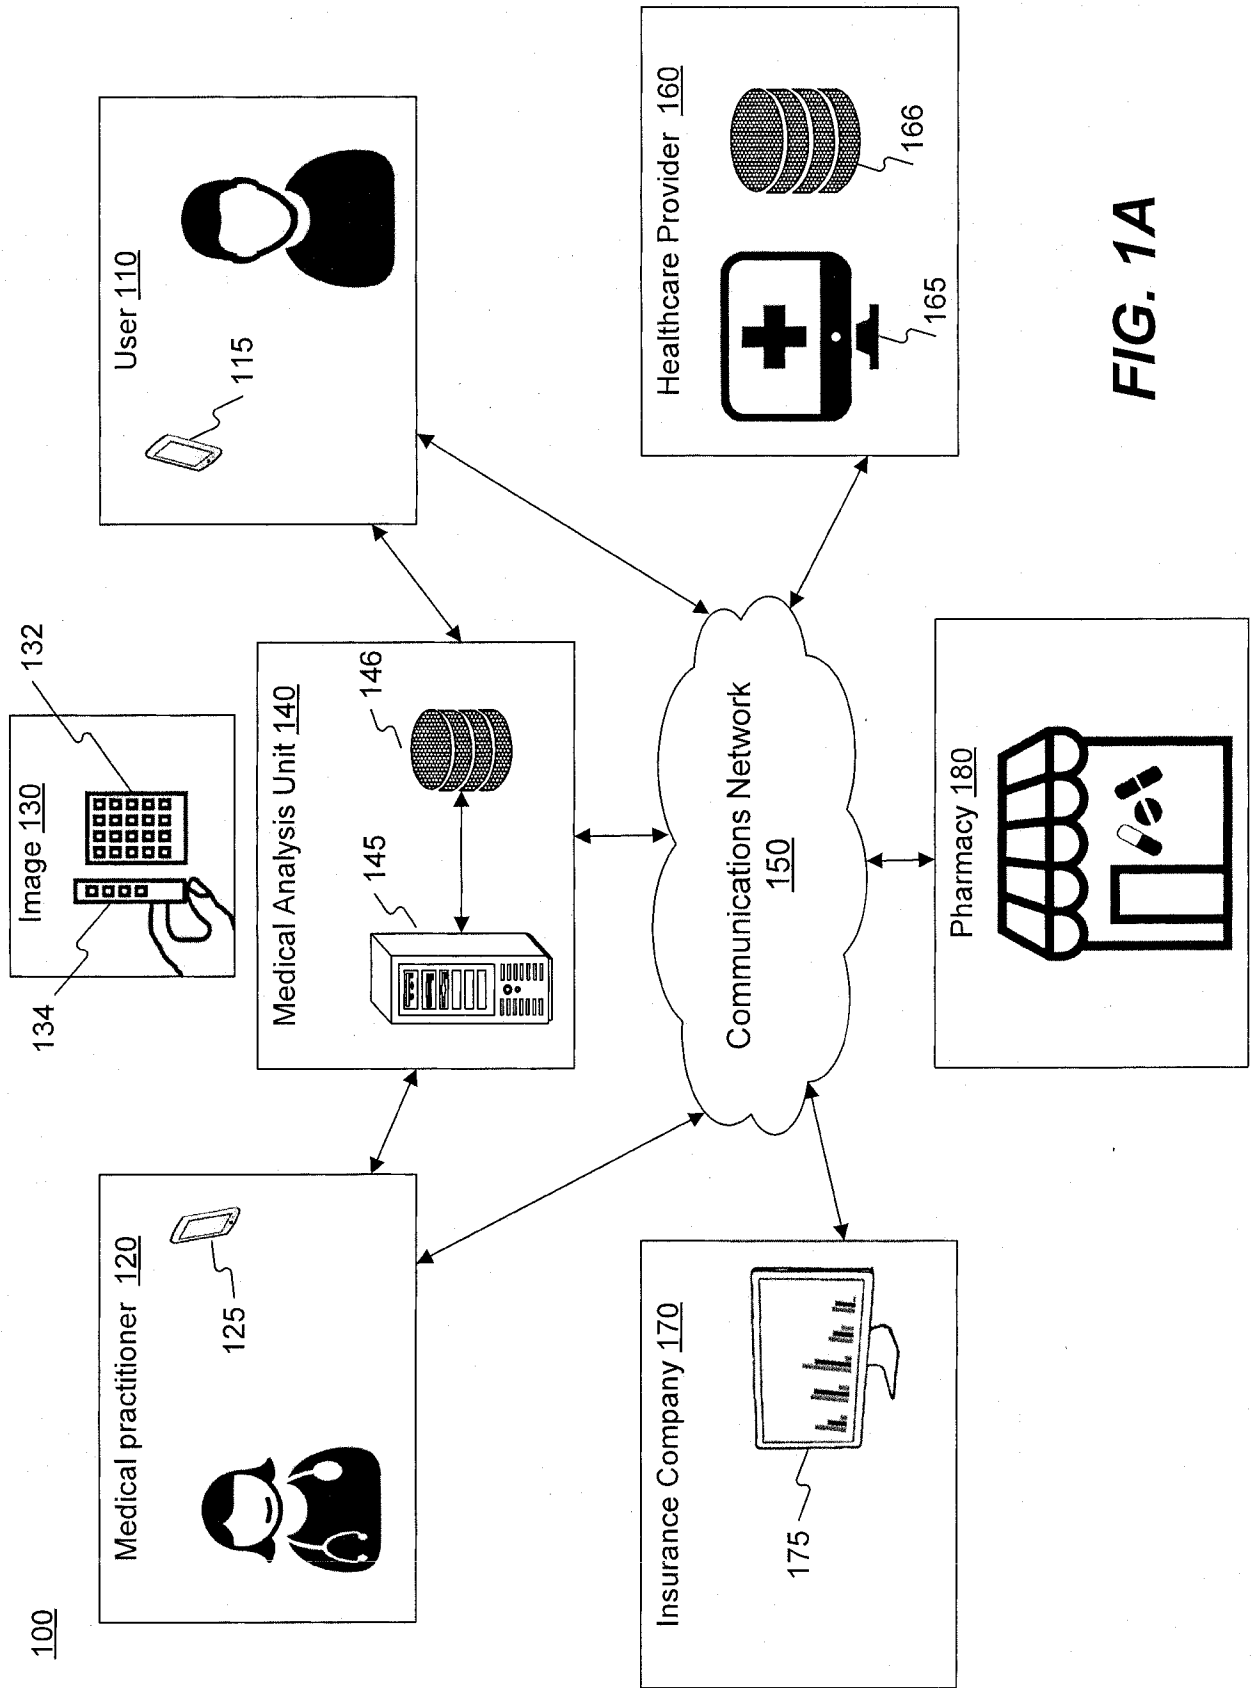 100
Medical practitioner 120
125
134
Image 130
132
Medical Analysis Unit 140
145
146
User 110
115
Communications Network
150
Insurance Company 170
175
Pharmacy 180
Healthcare Provider 160
165
166
FIG. 1A